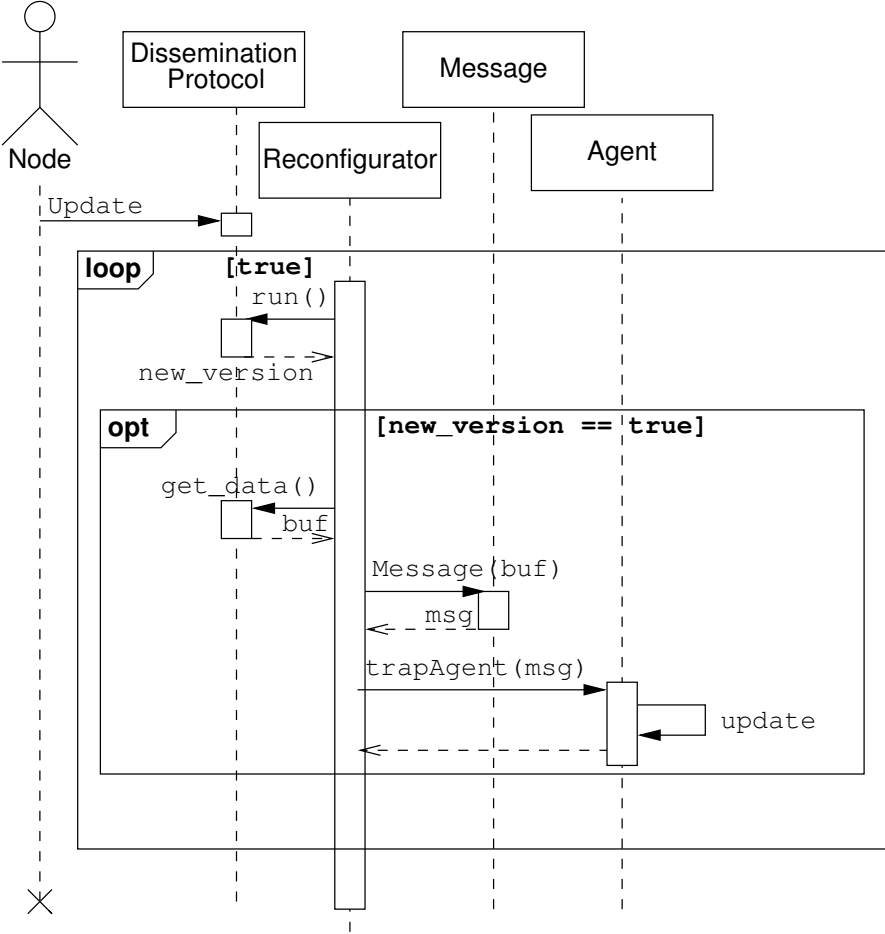 Dissemination
Protocol
Message
Node
Reconfigurator
Agent
Update
loop
[true]
run()
new_version
opt
[new_version == true]
get_data()
buf
Message(buf)
msg
trapAgent(msg)
update